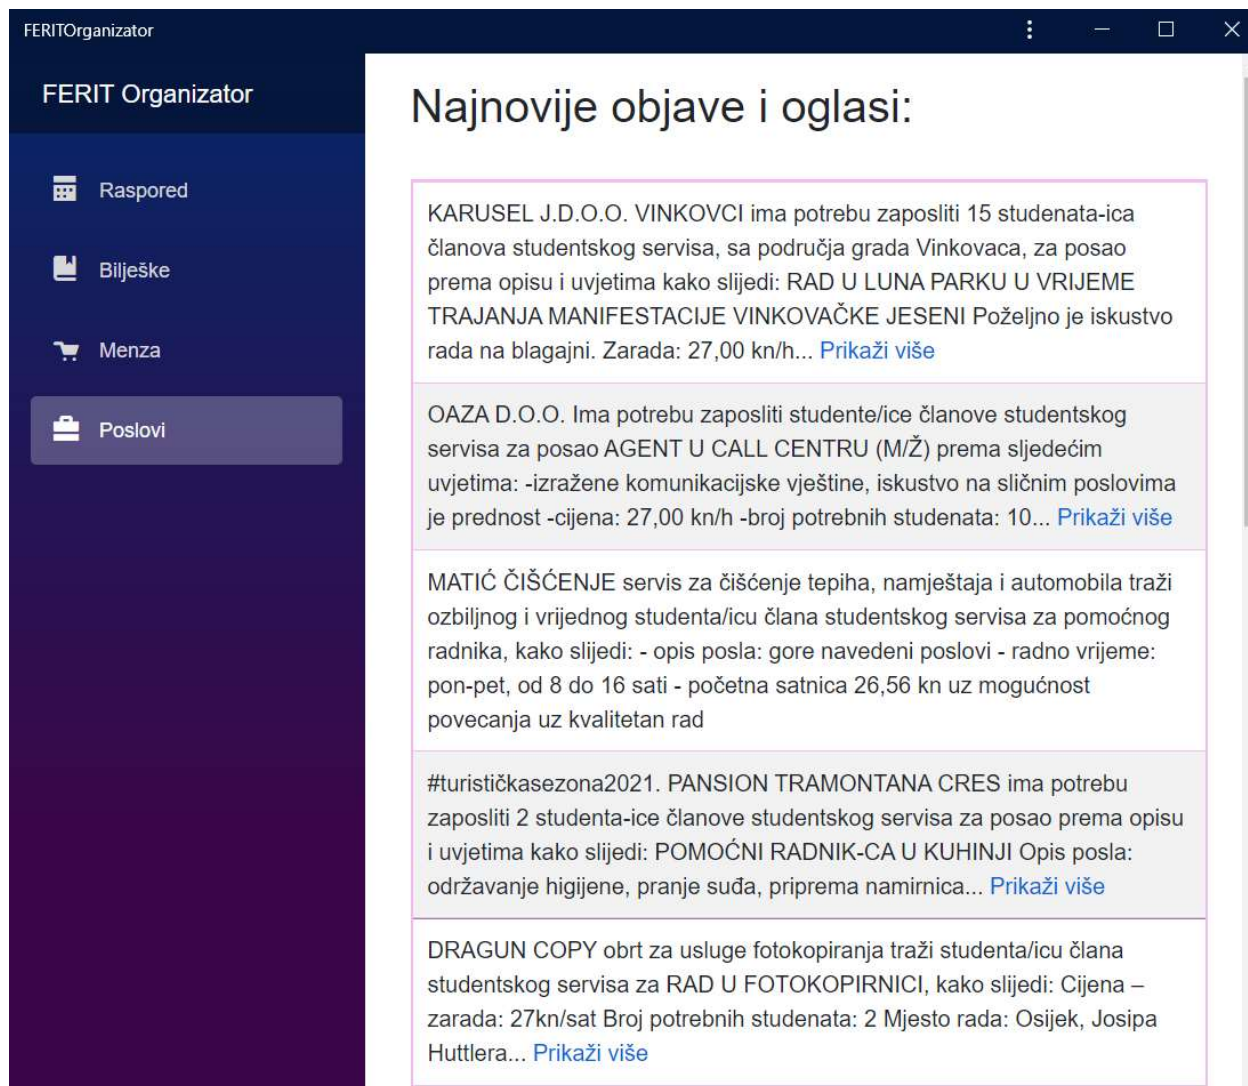 FERITOrganizator
FERIT Organizator
Raspored
Bilješke
Menza
Poslovi
Najnovije objave i oglasi:
KARUSEL J.D.O.O. VINKOVCI ima potrebu zaposliti 15 studenata-ica
članova studentskog servisa, sa područja grada Vinkovaca, za posao
prema opisu i uvjetima kako slijedi: RAD U LUNA PARKU U VRIJEME
TRAJANJA MANIFESTACIJE VINKOVAČKE JESENI Poželjno je iskustvo
rada na blagajni. Zarada: 27,00 kn/h... Prikaži više
OAZA D.O.O. Ima potrebu zaposliti studente/ice članove studentskog
servisa za posao AGENT U CALL CENTRU (M/Ž) prema sljedećim
uvjetima: -izražene komunikacijske vještine, iskustvo na sličnim poslovima
je prednost -cijena: 27,00 kn/h -broj potrebnih studenata: 10... Prikaži više
MATIĆ ČIŠĆENJE servis za čišćenje tepiha, namještaja i automobila traži
ozbiljnog i vrijednog studenta/icu člana studentskog servisa za pomoćnog
radnika, kako slijedi: - opis posla: gore navedeni poslovi - radno vrijeme:
pon-pet, od 8 do 16 sati - početna satnica 26,56 kn uz mogućnost
povecanja uz kvalitetan rad
#turističkasezona2021. PANSION TRAMONTANA CRES ima potrebu
zaposliti 2 studenta-ice članove studentskog servisa za posao prema opisu
i uvjetima kako slijedi: POMOĆNI RADNIK-CA U KUHINJI Opis posla:
održavanje higijene, pranje suđa, priprema namirnica... Prikaži više
DRAGUN COPY obrt za usluge fotokopiranja traži studenta/icu člana
studentskog servisa za RAD U FOTOKOPIRNICI, kako slijedi: Cijena –
zarada: 27kn/sat Broj potrebnih studenata: 2 Mjesto rada: Osijek, Josipa
Huttlera... Prikaži više